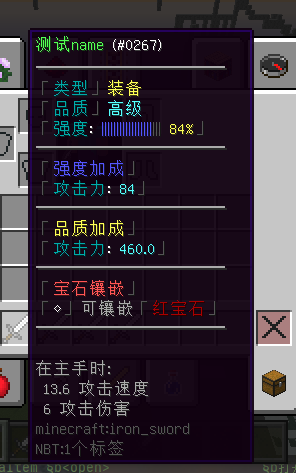 测试name (#0267)
「类型」装备
「品质」高级
「强度: |||||||||||||||||||| 84%」
「强度加成」
「攻击力: 84」
「品质加成」
「攻击力: 460.0」
「宝石镶嵌」
「◇」可镶嵌「红宝石」
在主手时:
13.6 攻击速度
6 攻击伤害
minecraft:iron_sword
NBT:1个标签